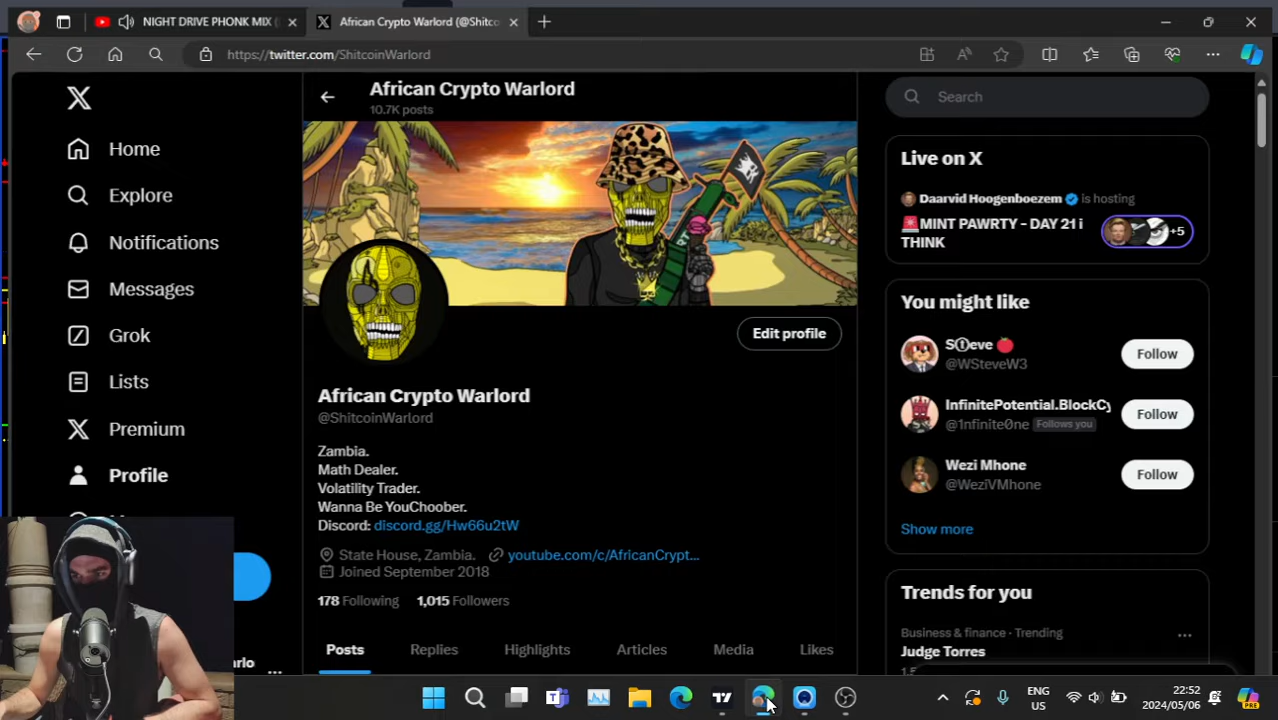 NIGHT DRIVE PHONK MIX (
African Crypto Warlord (@Shitco
https://twitter.com/ShitcoinWarlord
X
Home
Explore
Notifications
Messages
Grok
Lists
Premium
Profile
African Crypto Warlord
10.7K posts
Edit profile
African Crypto Warlord
@ShitcoinWarlord
Zambia.
Math Dealer.
Volatility Trader.
Wanna Be YouChoober.
Discord: discord.gg/Hw66u2tW
State House, Zambia. youtube.com/c/AfricanCrypt...
Joined September 2018
178 Following 1,015 Followers
Posts Replies Highlights Articles Media Likes
Search
Live on X
Daarvid Hoogenboezem is hosting
🚨MINT PAWRTY - DAY 21 i
THINK
+5
You might like
Sⓣeve 🍅
@WSteveW3
Follow
InfinitePotential.BlockCy
@1nfinite0ne Follows you
Follow
Wezi Mhone
@WeziVMhone
Follow
Show more
Trends for you
Business & finance · Trending
Judge Torres
ENG
US
22:52
2024/05/06
PRE